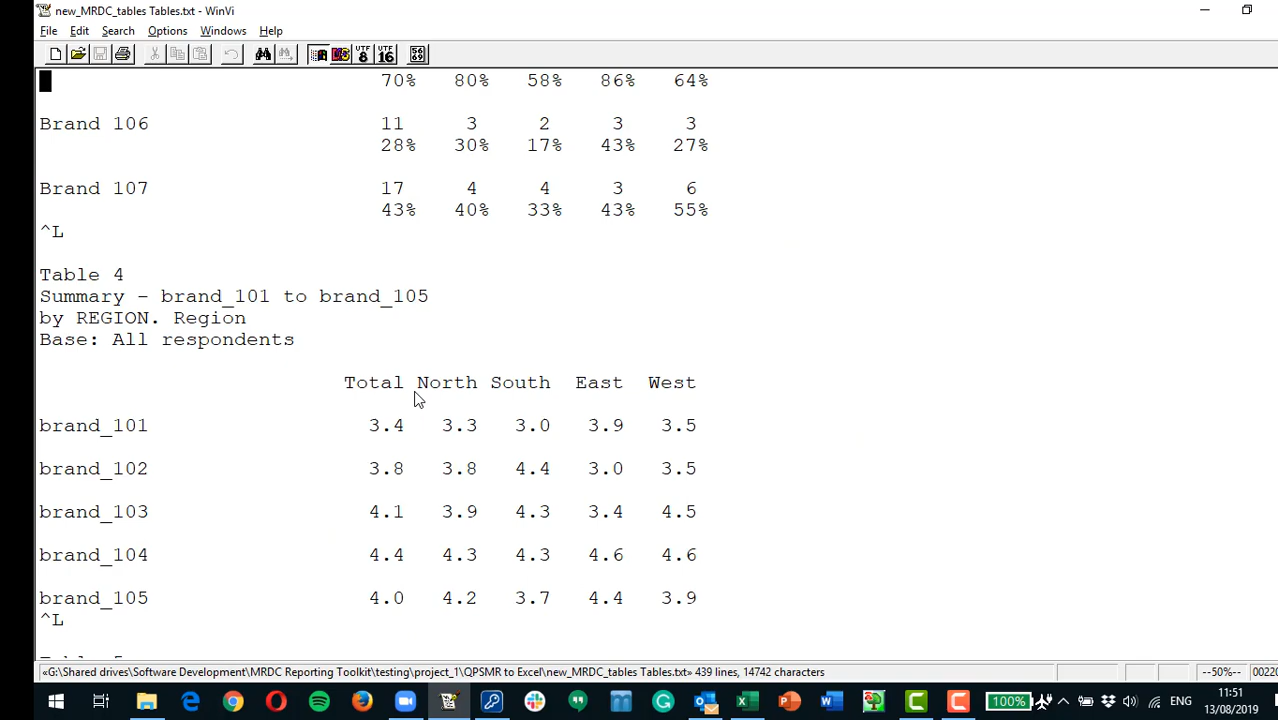 new_MRDC_tables Tables.txt - WinVi
File Edit Search Options Windows Help
UTF 8 UTF 16
70% 80% 58% 86% 64%
Brand 106 11 3 2 3 3
28% 30% 17% 43% 27%
Brand 107 17 4 4 3 6
43% 40% 33% 43% 55%
^L
Table 4
Summary - brand_101 to brand_105
by REGION. Region
Base: All respondents
Total North South East West
brand_101 3.4 3.3 3.0 3.9 3.5
brand_102 3.8 3.8 4.4 3.0 3.5
brand_103 4.1 3.9 4.3 3.4 4.5
brand_104 4.4 4.3 4.3 4.6 4.6
brand_105 4.0 4.2 3.7 4.4 3.9
^L
«G:\Shared drives\Software Development\MRDC Reporting Toolkit\testing\project_1\QPSMR to Excel\new_MRDC_tables Tables.txt» 439 lines, 14742 characters --50%-- 00220
100% ENG 11:51
13/08/2019